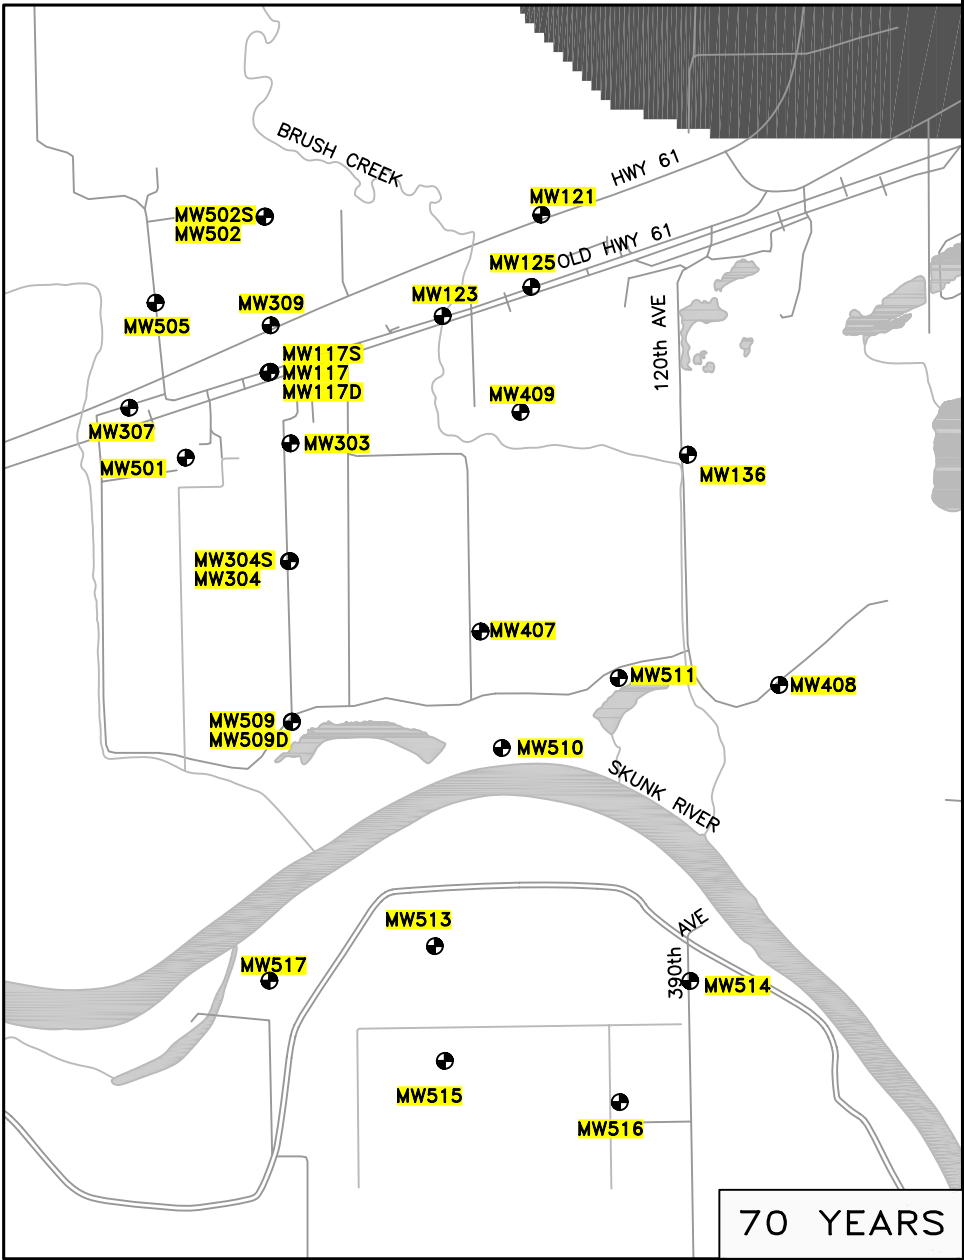 BRUSH CREEK
HWY 61
MW121
MW502S
MW502
OLD HWY 61
MW125
MW123
MW309
MW505
120th AVE
MW117S
MW117
MW117D
MW409
MW307
MW303
MW501
MW136
MW304S
MW304
MW407
MW511
MW408
MW509
MW509D
MW510
SKUNK RIVER
MW513
390th AVE
MW517
MW514
MW515
MW516
70 YEARS